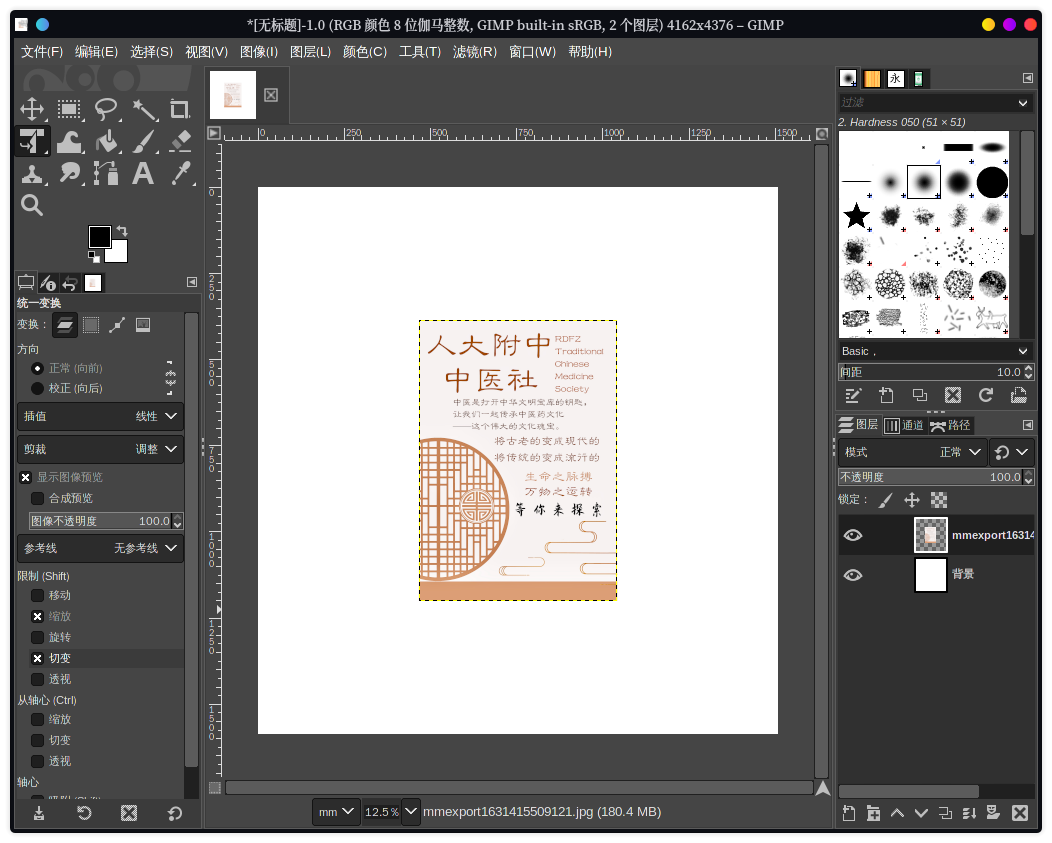 *[无标题]-1.0 (RGB 颜色 8 位伽马整数, GIMP built-in sRGB, 2 个图层) 4162x4376 – GIMP
文件(F) 编辑(E) 选择(S) 视图(V) 图像(I) 图层(L) 颜色(C) 工具(T) 滤镜(R) 窗口(W) 帮助(H)
统一变换
变换：
方向
正常 (向前)
校正 (向后)
插值 线性
剪裁 调整
显示图像预览
合成预览
图像不透明度 100.0
参考线 无参考线
限制 (Shift)
移动
缩放
旋转
切变
透视
从轴心 (Ctrl)
缩放
切变
透视
轴心
0 250 500 750 1000 1250 1500
0
250
500
750
1000
1250
1500
人大附中
中医社
RDFZ
Traditional
Chinese
Medicine
Society
中医是打开中华文明宝库的钥匙，
让我们一起传承中医药文化
——这个伟大的文化瑰宝。
将古老的变成现代的
将传统的变成流行的
生命之脉搏
万物之运转
等你来探索
mm 12.5 % mmexport1631415509121.jpg (180.4 MB)
永
过滤
2. Hardness 050 (51 × 51)
Basic ,
间距 10.0
图层 通道 路径
模式 正常
不透明度 100.0
锁定：
mmexport16314
背景